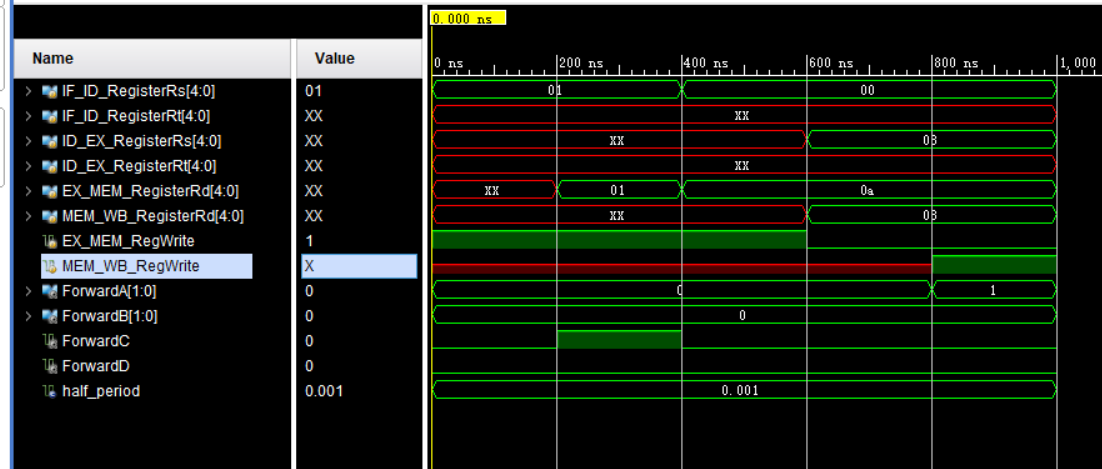 0.000 ns
Name Value 0 ns 200 ns 400 ns 600 ns 800 ns 1,000
IF_ID_RegisterRs[4:0] 01 01 00
IF_ID_RegisterRt[4:0] XX XX
ID_EX_RegisterRs[4:0] XX XX 03
ID_EX_RegisterRt[4:0] XX XX
EX_MEM_RegisterRd[4:0] XX XX 01 0a
MEM_WB_RegisterRd[4:0] XX XX 03
EX_MEM_RegWrite 1
MEM_WB_RegWrite X
ForwardA[1:0] 0 0 1
ForwardB[1:0] 0 0
ForwardC 0
ForwardD 0
half_period 0.001 0.001